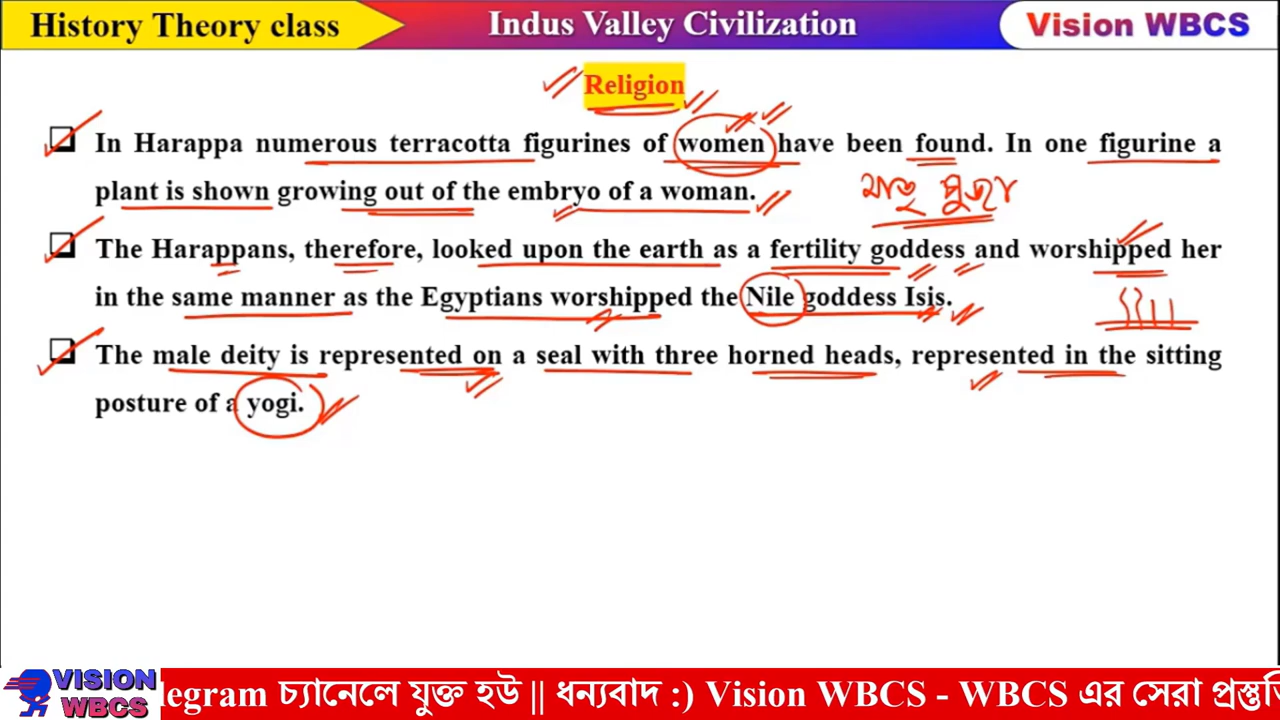 History Theory class
Indus Valley Civilization
Vision WBCS
Religion
In Harappa numerous terracotta figurines of women have been found. In one figurine a
plant is shown growing out of the embryo of a woman.
মাতৃ পুজা
The Harappans, therefore, looked upon the earth as a fertility goddess and worshipped her
in the same manner as the Egyptians worshipped the Nile goddess Isis.
The male deity is represented on a seal with three horned heads, represented in the sitting
posture of a yogi.
VISION
WBCS
legram চ্যানেলে যুক্ত হউ || ধন্যবাদ :) Vision WBCS - WBCS এর সেরা প্রস্তুতি